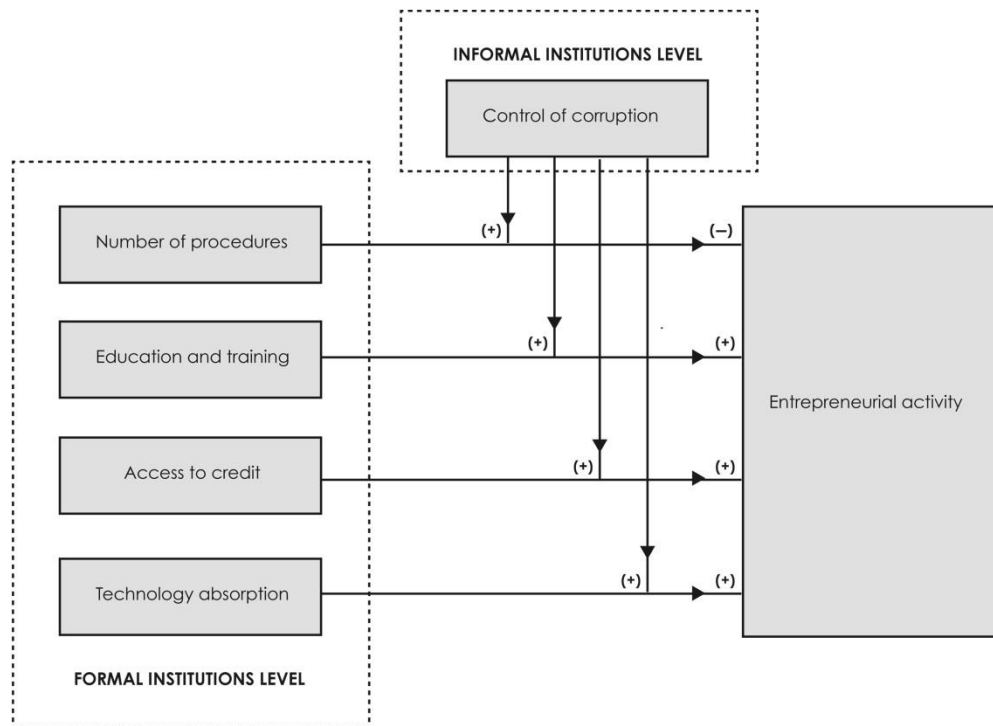 INFORMAL INSTITUTIONS LEVEL
Control of corruption
Number of procedures
(+)
(—)
Education and training
(+)
(+)
Entrepreneurial activity
Access to credit
(+)
(+)
Technology absorption
(+)
(+)
FORMAL INSTITUTIONS LEVEL